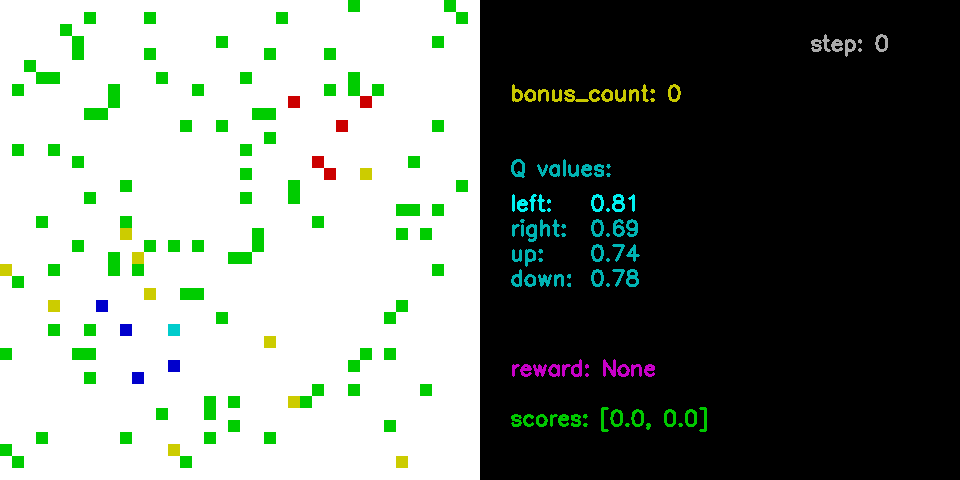 step: 0
bonus_count: 0
Q values:
left: 0.81
right: 0.69
up: 0.74
down: 0.78
reward: None
scores: [0.0, 0.0]